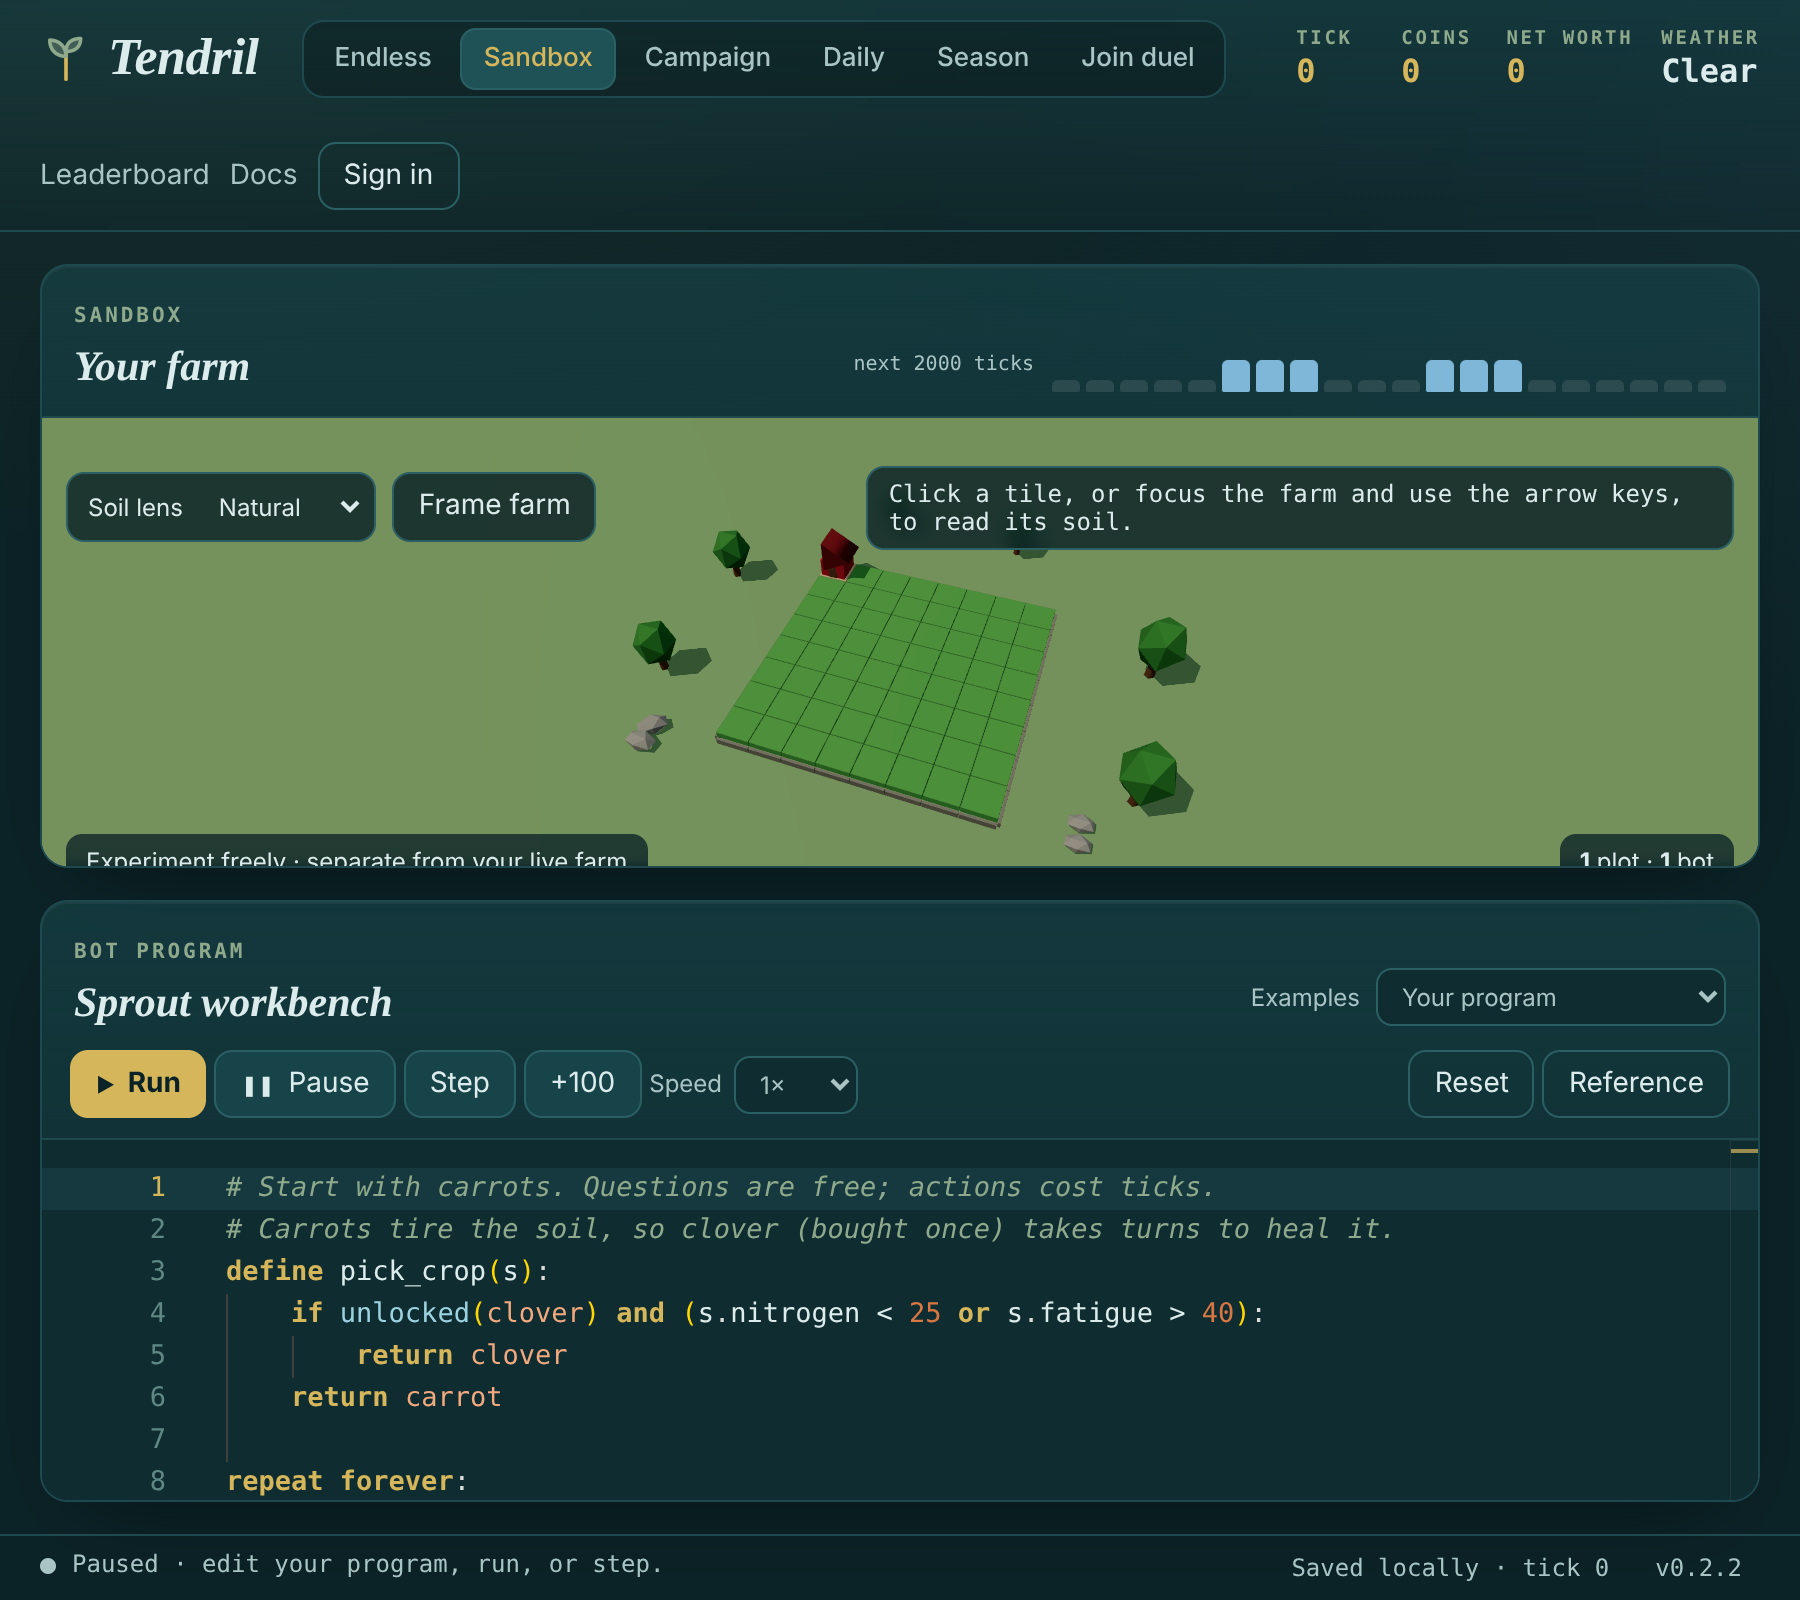 Tendril
Endless
Sandbox
Campaign
Daily
Season
Join duel
TICK
0
COINS
0
NET WORTH
0
WEATHER
Clear
Leaderboard
Docs
Sign in
SANDBOX
Your farm
next 2000 ticks
Soil lens
Natural
Frame farm
Click a tile, or focus the farm and use the arrow keys,
to read its soil.
Experiment freely · separate from your live farm
1 plot · 1 bot
BOT PROGRAM
Sprout workbench
Examples
Your program
Run
Pause
Step
+100
Speed
1×
Reset
Reference
1 # Start with carrots. Questions are free; actions cost ticks.
2 # Carrots tire the soil, so clover (bought once) takes turns to heal it.
3 define pick_crop(s):
4 if unlocked(clover) and (s.nitrogen < 25 or s.fatigue > 40):
5 return clover
6 return carrot
7
8 repeat forever:
Paused · edit your program, run, or step.
Saved locally · tick 0
v0.2.2